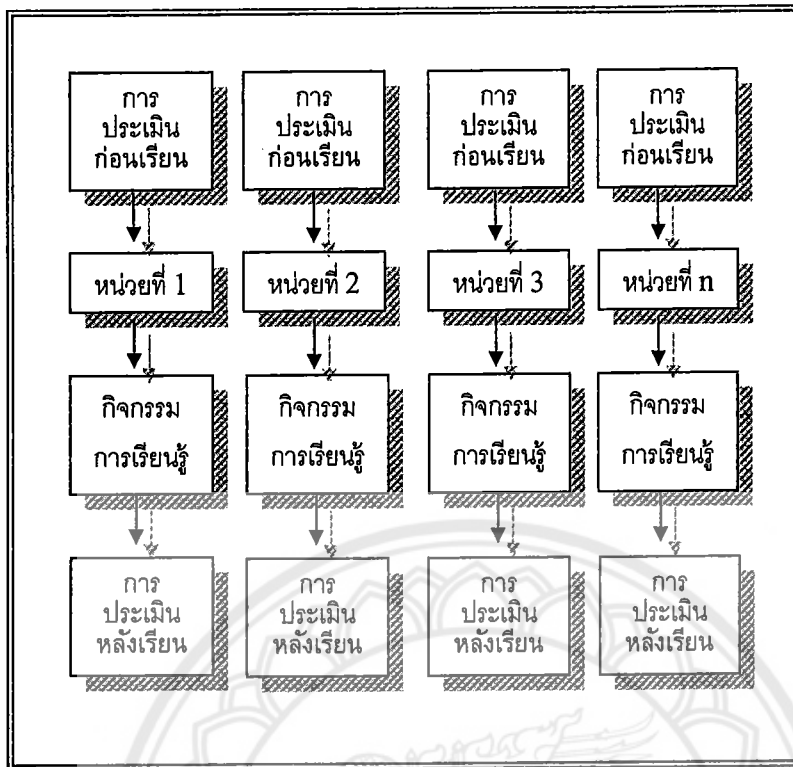 การ
ประเมิน
ก่อนเรียน
การ
ประเมิน
ก่อนเรียน
การ
ประเมิน
ก่อนเรียน
การ
ประเมิน
ก่อนเรียน
หน่วยที่ 1
หน่วยที่ 2
หน่วยที่ 3
หน่วยที่ n
กิจกรรม
การเรียนรู้
กิจกรรม
การเรียนรู้
กิจกรรม
การเรียนรู้
กิจกรรม
การเรียนรู้
การ
ประเมิน
หลังเรียน
การ
ประเมิน
หลังเรียน
การ
ประเมิน
หลังเรียน
การ
ประเมิน
หลังเรียน